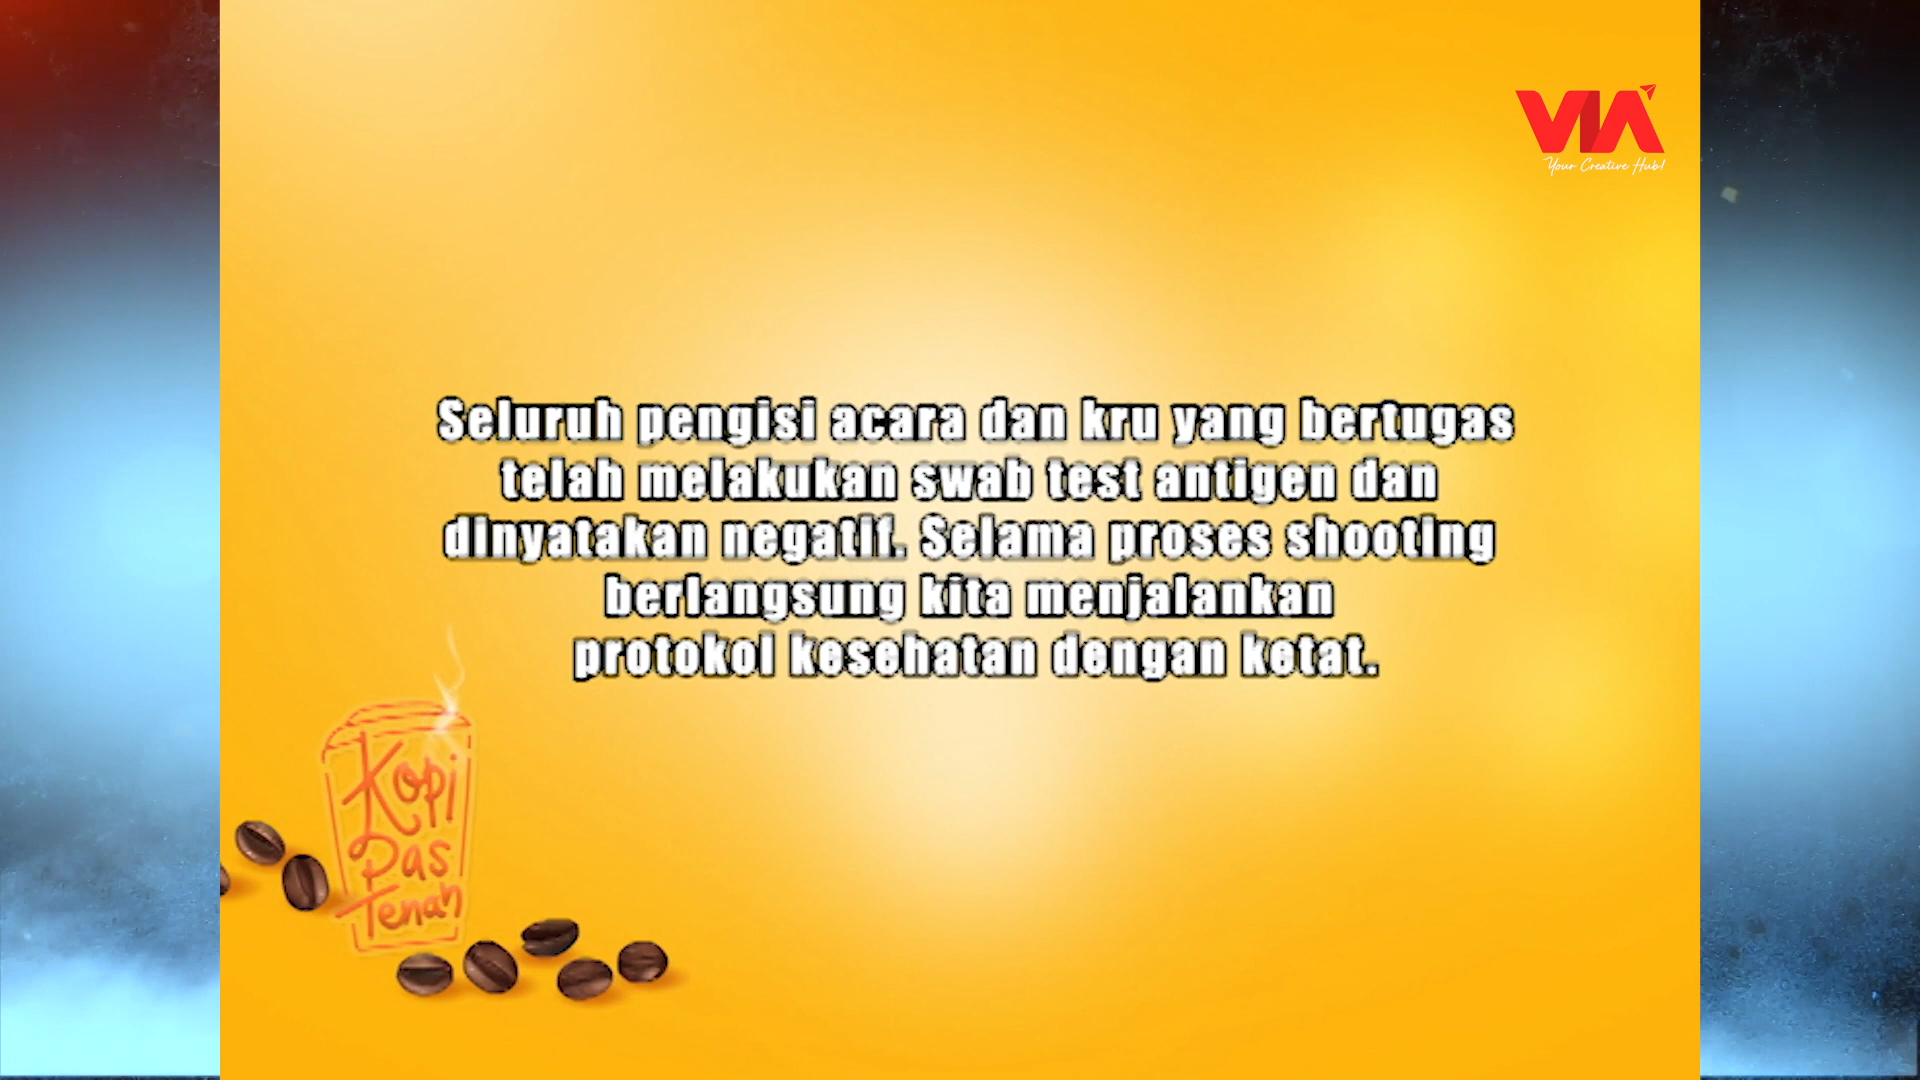 VIA
Your Creative Hub!
Seluruh pengisi acara dan kru yang bertugas
telah melakukan swab test antigen dan
dinyatakan negatif. Selama proses shooting
berlangsung kita menjalankan
protokol kesehatan dengan ketat.
Kopi
Pas
Tenan